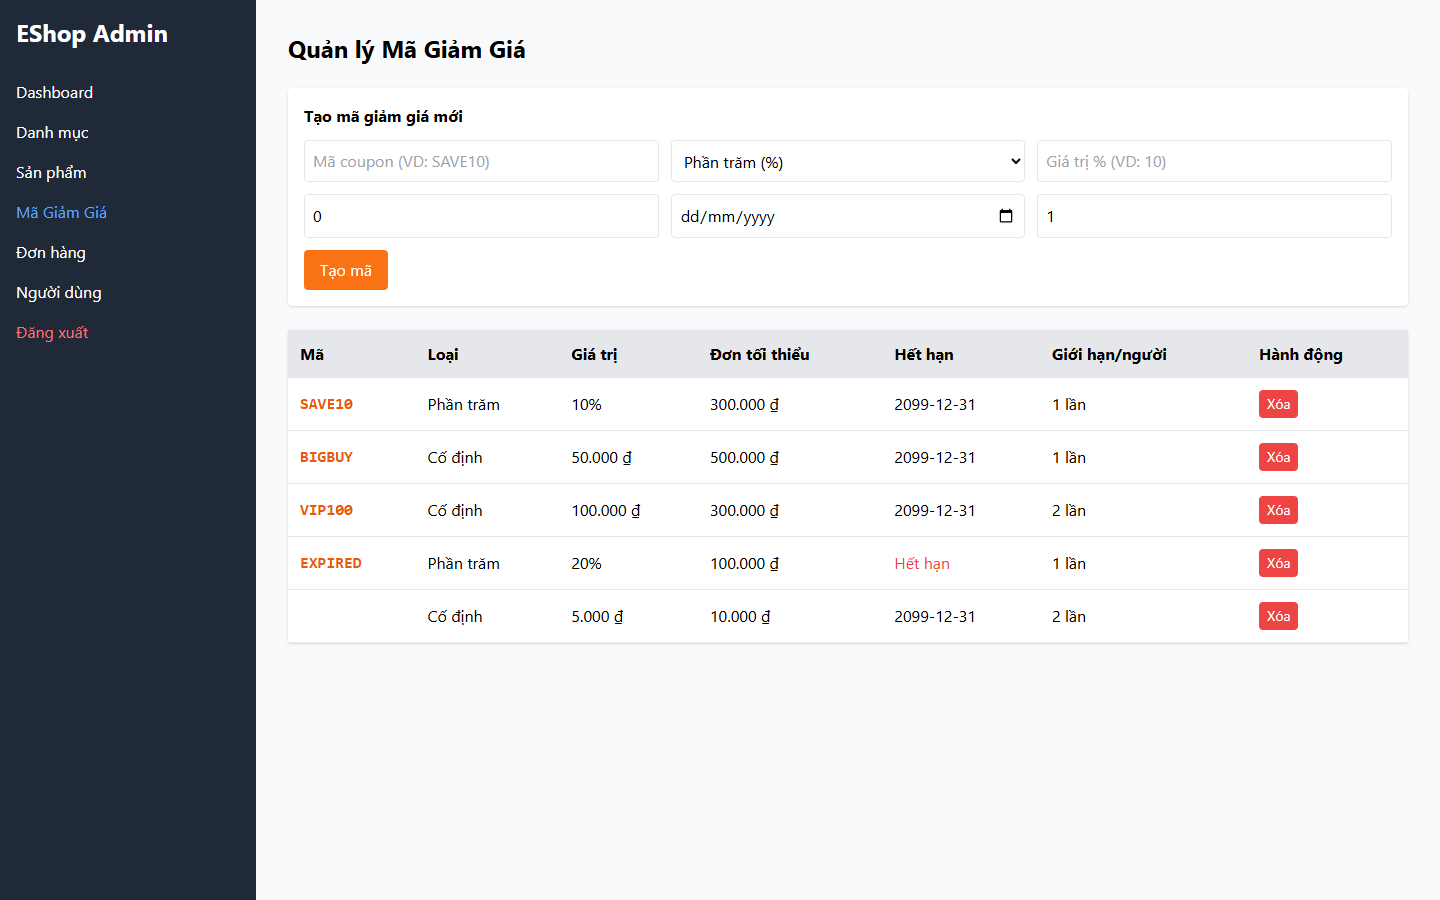 EShop Admin
Dashboard
Danh mục
Sản phẩm
Mã Giảm Giá
Đơn hàng
Người dùng
Đăng xuất
Quản lý Mã Giảm Giá
Tạo mã giảm giá mới
Mã coupon (VD: SAVE10) Phần trăm (%) Giá trị % (VD: 10)
0 dd/mm/yyyy 1
Tạo mã
Mã Loại Giá trị Đơn tối thiểu Hết hạn Giới hạn/người Hành động
SAVE10 Phần trăm 10% 300.000 ₫ 2099-12-31 1 lần Xóa
BIGBUY Cố định 50.000 ₫ 500.000 ₫ 2099-12-31 1 lần Xóa
VIP100 Cố định 100.000 ₫ 300.000 ₫ 2099-12-31 2 lần Xóa
EXPIRED Phần trăm 20% 100.000 ₫ Hết hạn 1 lần Xóa
Cố định 5.000 ₫ 10.000 ₫ 2099-12-31 2 lần Xóa